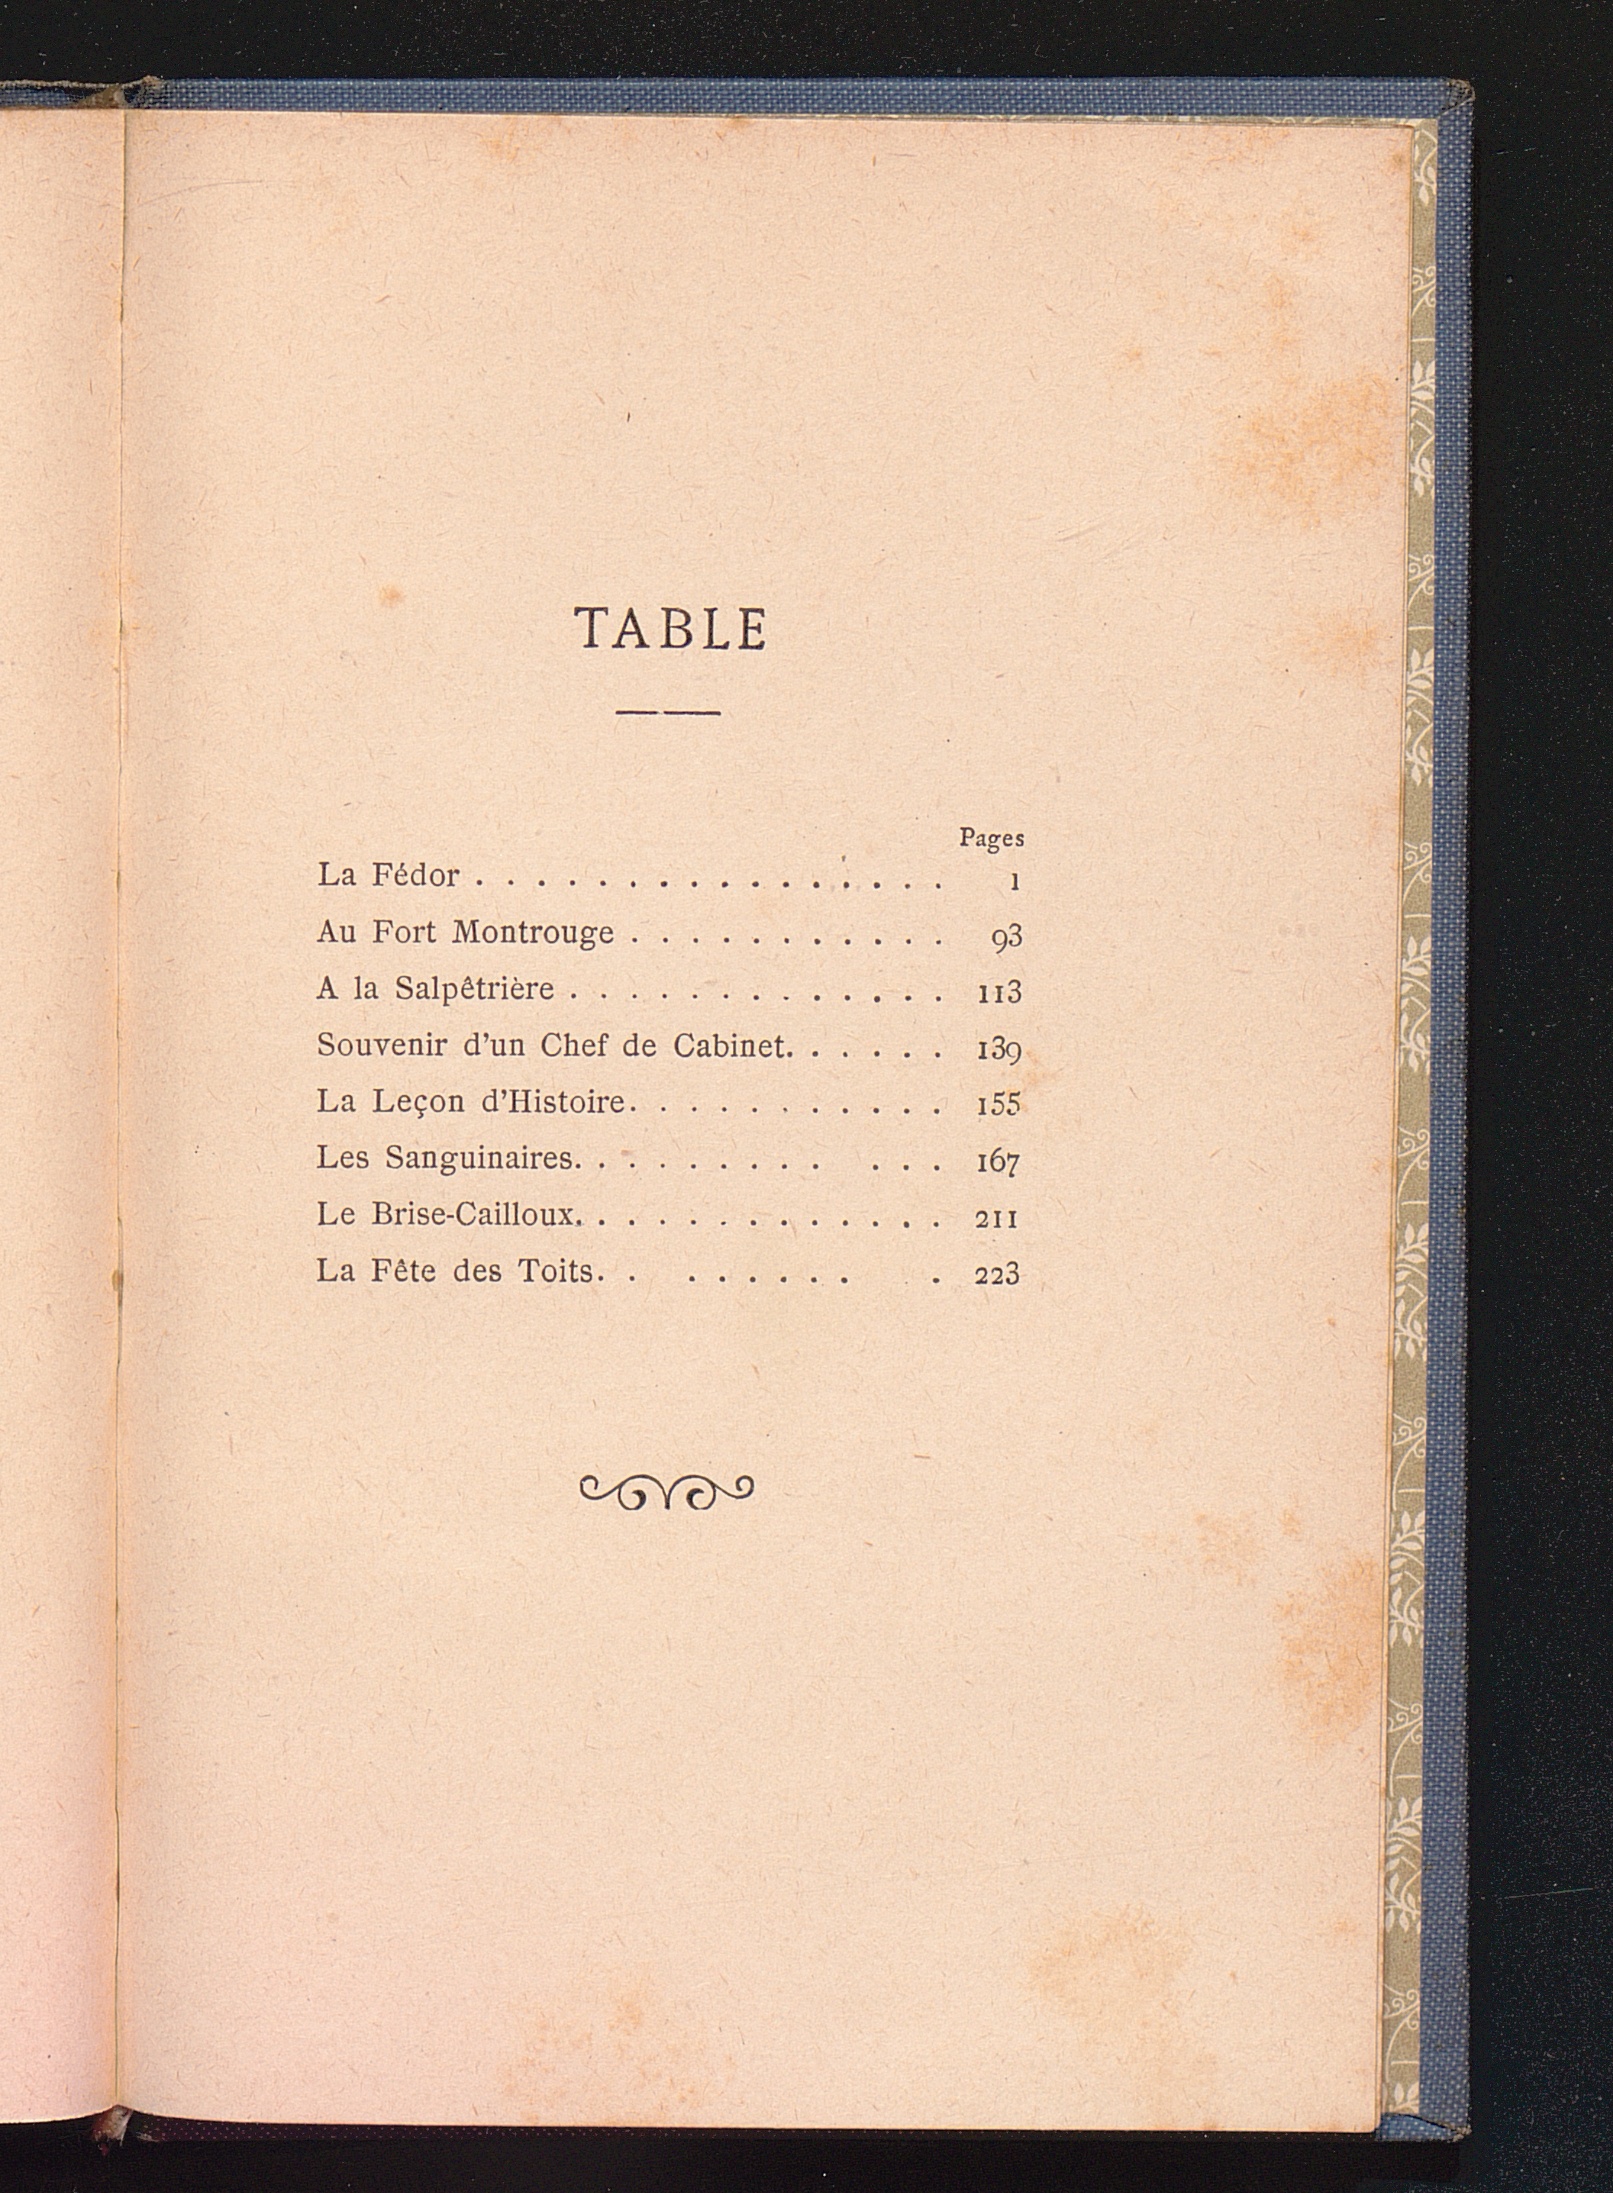 TABLE
Pages
La Fédor . . . . . . . . . . . . . . . . 1
Au Fort Montrouge . . . . . . . . . . . 93
A la Salpêtrière . . . . . . . . . . . . . 113
Souvenir d'un Chef de Cabinet. . . . . . 139
La Leçon d'Histoire. . . . . . . . . . . 155
Les Sanguinaires. . . . . . . . . . . . 167
Le Brise-Cailloux. . . . . . . . . . . . . 211
La Fête des Toits. . . . . . . . . 223